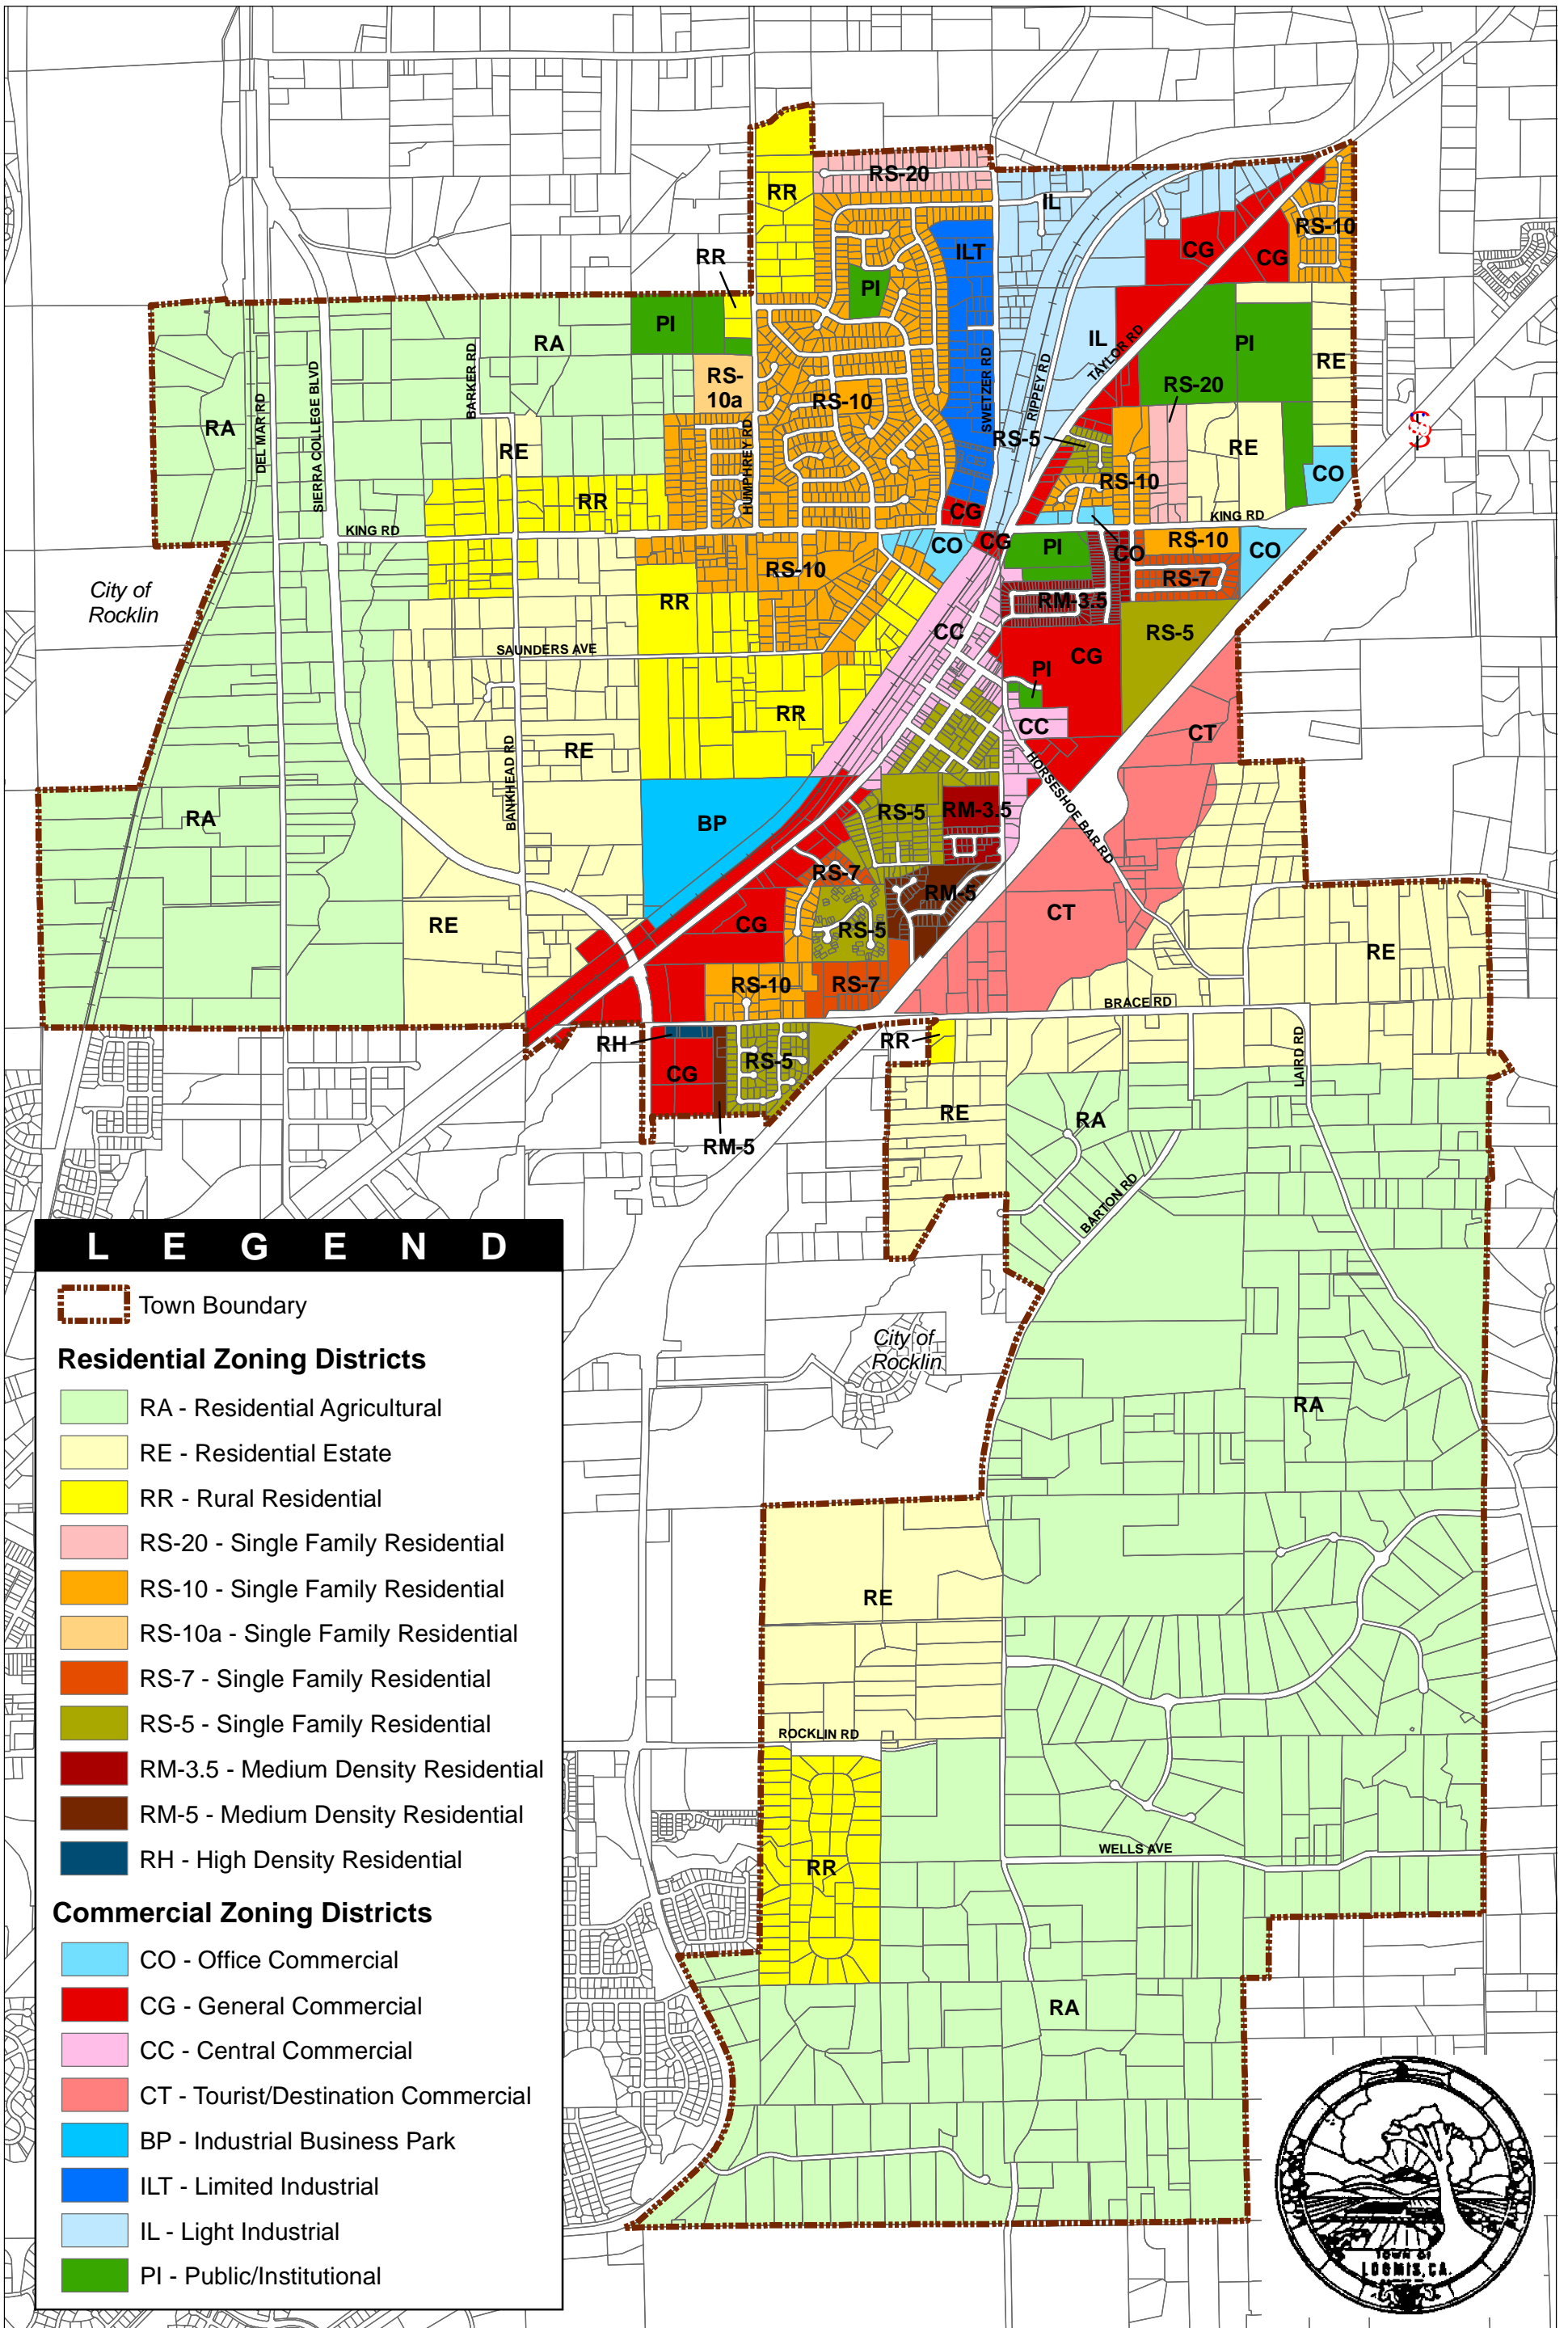 RS-20
RR
IL
RS-10
ILT
CG
CG
RR
PI
PI
RA
IL
PI
TAYLOR RD
RE
RS-
10a
RS-20
RS-10
RIPPEY RD
SWETZER RD
BARKER RD
SIERRA COLLEGE BLVD
DEL MAR RD
RA
RE
HUMPHREY RD
RS-5
RE
CO
RS-10
RR
CG
KING RD
KING RD
CO
CG
PI
CO
RS-10
CO
RS-10
RS-7
City of
Rocklin
RR
RM-3.5
CC
RS-5
SAUNDERS AVE
PI
CG
RR
CC
CT
RE
BANKHEAD RD
HORSESHOE BAR RD
RA
BP
RS-5
RM-3.5
RS-7
RM-5
CG
RS-5
CT
RE
RE
RS-10
RS-7
BRACE RD
RH
RR
RS-5
CG
LAIRD RD
RE
RA
RM-5
BARTON RD
City of
Rocklin
RA
RE
ROCKLIN RD
WELLS AVE
RR
RA
LEGEND
Town Boundary
Residential Zoning Districts
RA - Residential Agricultural
RE - Residential Estate
RR - Rural Residential
RS-20 - Single Family Residential
RS-10 - Single Family Residential
RS-10a - Single Family Residential
RS-7 - Single Family Residential
RS-5 - Single Family Residential
RM-3.5 - Medium Density Residential
RM-5 - Medium Density Residential
RH - High Density Residential
Commercial Zoning Districts
CO - Office Commercial
CG - General Commercial
CC - Central Commercial
CT - Tourist/Destination Commercial
BP - Industrial Business Park
ILT - Limited Industrial
IL - Light Industrial
PI - Public/Institutional
TOWN OF
LOOMIS, CA.